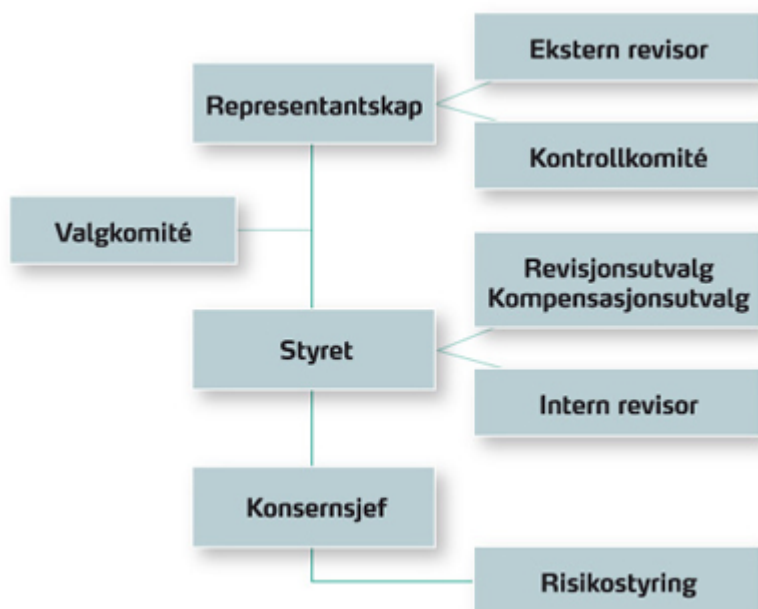 Ekstern revisor
Representantskap
Kontrollkomité
Valgkomité
Revisjonsutvalg
Kompensasjonsutvalg
Styret
Intern revisor
Konsernsjef
Risikostyring